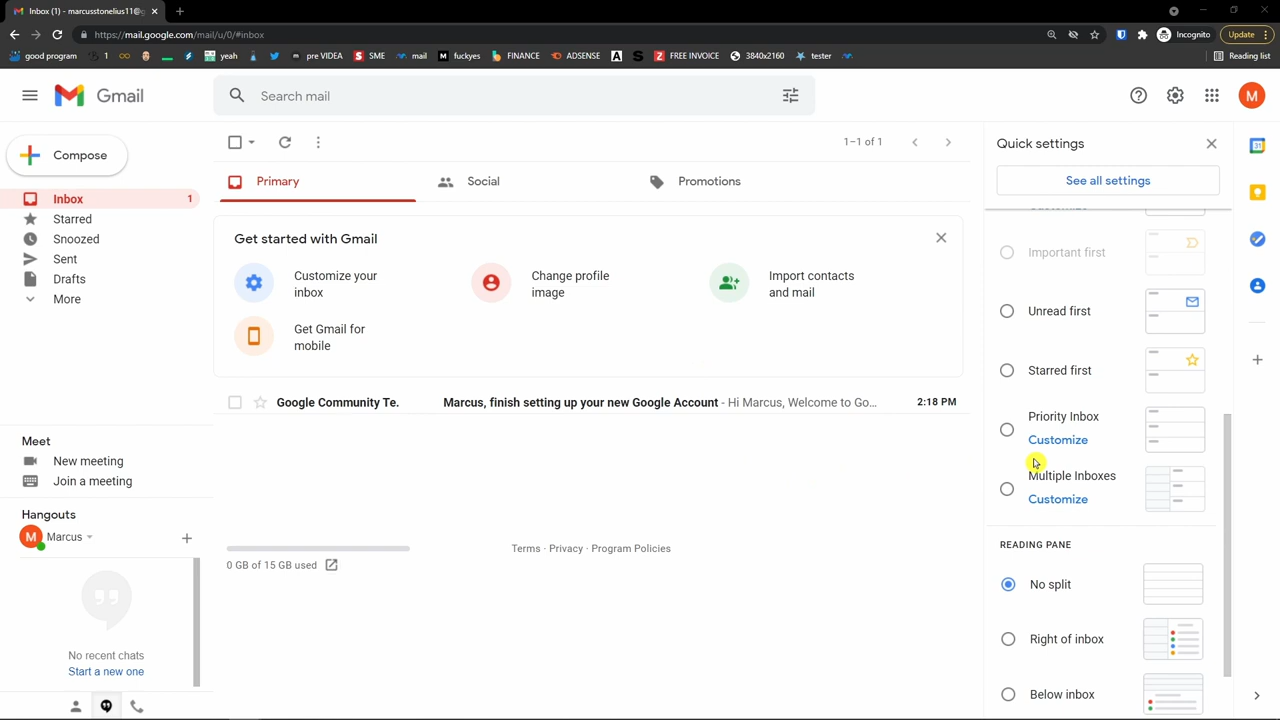 Inbox (1) - marcusstonelius11@g
https://mail.google.com/mail/u/0/#inbox
Incognito
Update
good program
1
SME
yeah
pre VIDEA
SME
mail
fuckyes
FINANCE
ADSENSE
FREE INVOICE
3840x2160
tester
Reading list
Gmail
Search mail
M
Compose
1–1 of 1
Quick settings
See all settings
Inbox
1
Starred
Snoozed
Sent
Drafts
More
Primary
Social
Promotions
Get started with Gmail
Customize your
inbox
Change profile
image
Import contacts
and mail
Get Gmail for
mobile
Google Community Te.
Marcus, finish setting up your new Google Account - Hi Marcus, Welcome to Go...
2:18 PM
Important first
Unread first
Starred first
Priority Inbox
Customize
Multiple Inboxes
Customize
READING PANE
No split
Right of inbox
Below inbox
Meet
New meeting
Join a meeting
Hangouts
M
Marcus
No recent chats
Start a new one
0 GB of 15 GB used
Terms · Privacy · Program Policies